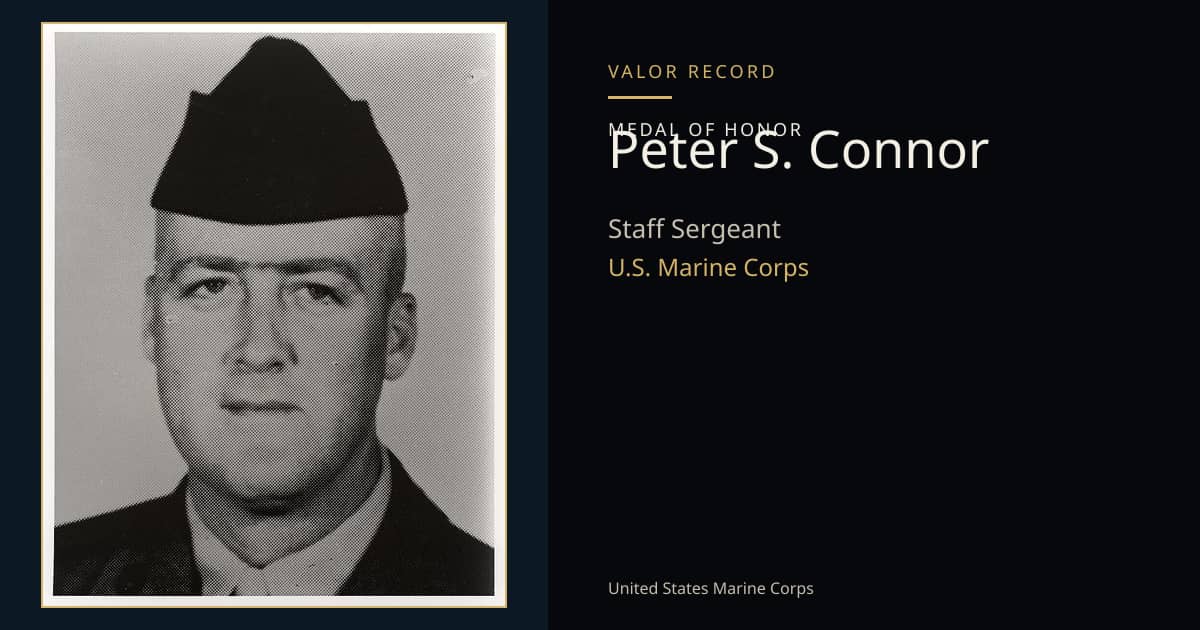 VALOR RECORD
MEDAL OF HONOR
Peter S. Connor
Staff Sergeant
U.S. Marine Corps
United States Marine Corps